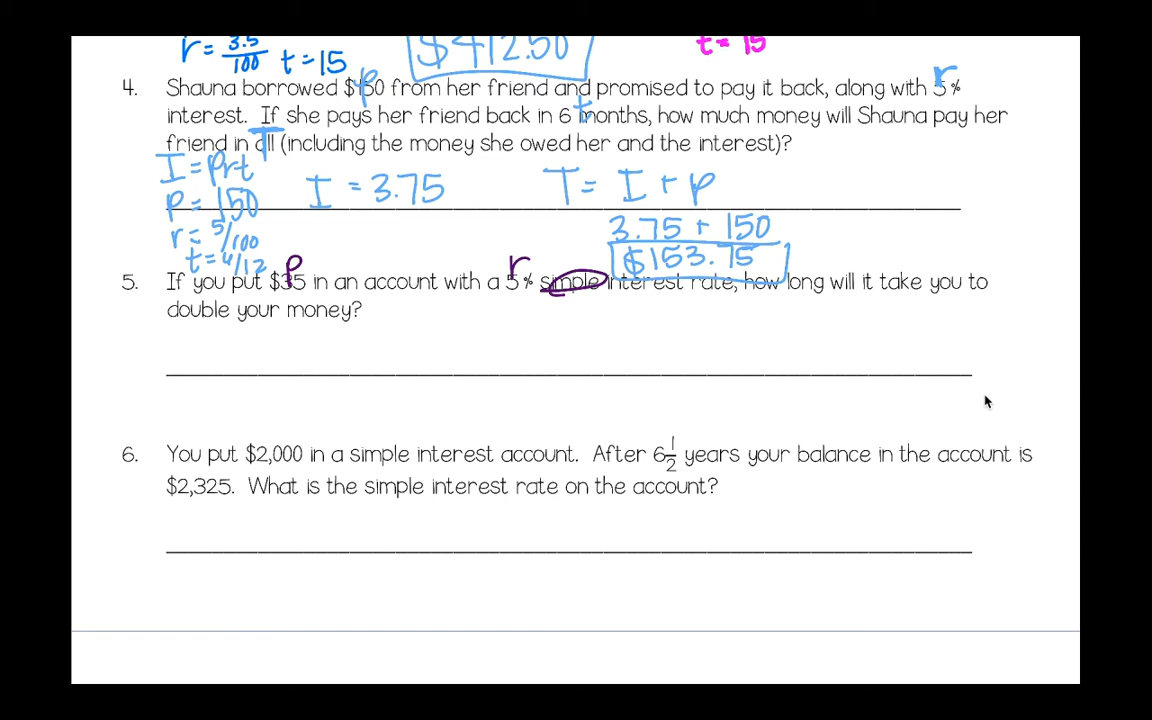 r = 3.5/100 t = 15 $412.50 t = 15
4. Shauna borrowed $150 from her friend and promised to pay it back, along with 5%
interest. If she pays her friend back in 6 months, how much money will Shauna pay her
friend in all (including the money she owed her and the interest)?
p r t T
I = prt
I = 3.75 T = I + p
p = 150
3.75 + 150
r = 5/100
$153.75
t = /12
p r
5. If you put $35 in an account with a 5% simple interest rate, how long will it take you to
double your money?
6. You put $2,000 in a simple interest account. After 6 1/2 years your balance in the account is
$2,325. What is the simple interest rate on the account?